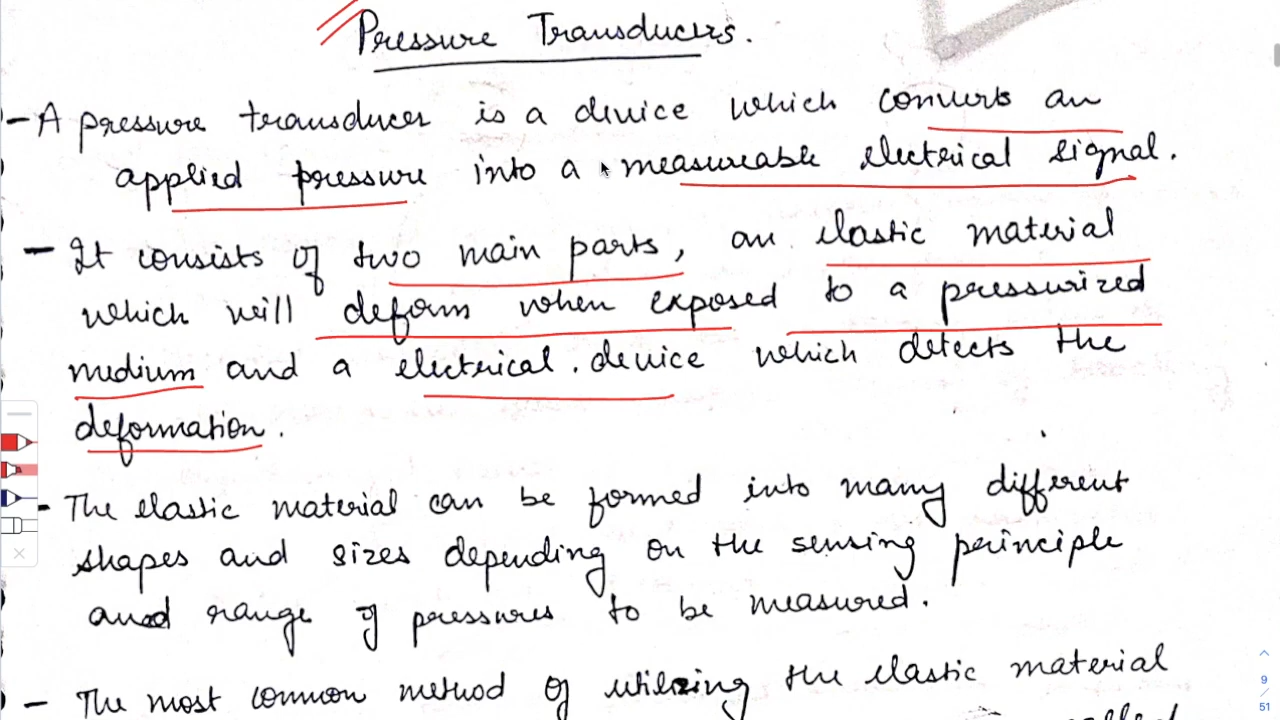 Pressure Transducers.
- A pressure transducer is a device which converts an
applied pressure into a measureable electrical signal.
- It consists of two main parts, an elastic material
which will deform when exposed to a pressurized
medium and a electrical device which detects the
deformation.
- The elastic material can be formed into many different
shapes and sizes depending on the sensing principle
and range of pressures to be measured.
- The most common method of utilizing the elastic material
9
/
51